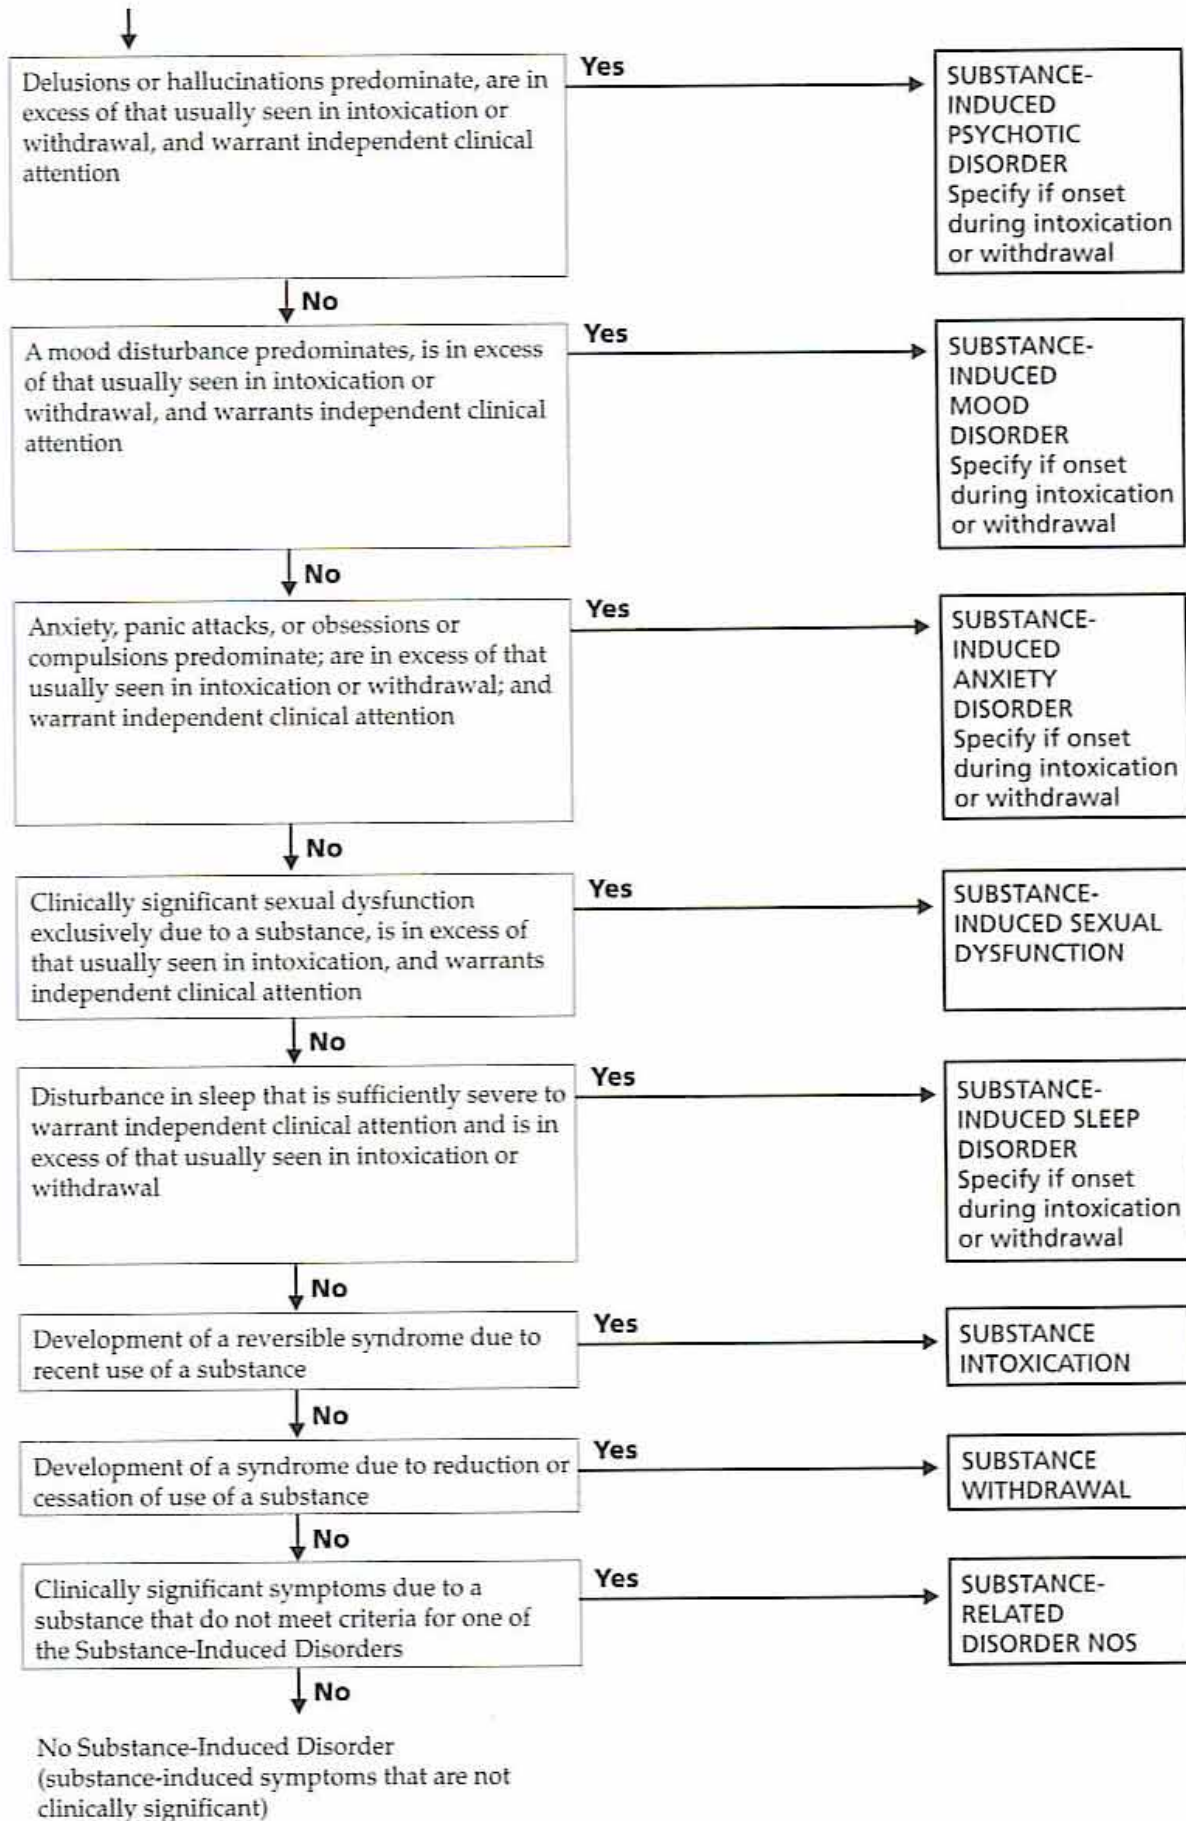 Delusions or hallucinations predominate, are in
excess of that usually seen in intoxication or
withdrawal, and warrant independent clinical
attention
Yes
SUBSTANCE-
INDUCED
PSYCHOTIC
DISORDER
Specify if onset
during intoxication
or withdrawal
No
A mood disturbance predominates, is in excess
of that usually seen in intoxication or
withdrawal, and warrants independent clinical
attention
Yes
SUBSTANCE-
INDUCED
MOOD
DISORDER
Specify if onset
during intoxication
or withdrawal
No
Anxiety, panic attacks, or obsessions or
compulsions predominate; are in excess of that
usually seen in intoxication or withdrawal; and
warrant independent clinical attention
Yes
SUBSTANCE-
INDUCED
ANXIETY
DISORDER
Specify if onset
during intoxication
or withdrawal
No
Clinically significant sexual dysfunction
exclusively due to a substance, is in excess of
that usually seen in intoxication, and warrants
independent clinical attention
Yes
SUBSTANCE-
INDUCED SEXUAL
DYSFUNCTION
No
Disturbance in sleep that is sufficiently severe to
warrant independent clinical attention and is in
excess of that usually seen in intoxication or
withdrawal
Yes
SUBSTANCE-
INDUCED SLEEP
DISORDER
Specify if onset
during intoxication
or withdrawal
No
Development of a reversible syndrome due to
recent use of a substance
Yes
SUBSTANCE
INTOXICATION
No
Development of a syndrome due to reduction or
cessation of use of a substance
Yes
SUBSTANCE
WITHDRAWAL
No
Clinically significant symptoms due to a
substance that do not meet criteria for one of
the Substance-Induced Disorders
Yes
SUBSTANCE-
RELATED
DISORDER NOS
No
No Substance-Induced Disorder
(substance-induced symptoms that are not
clinically significant)